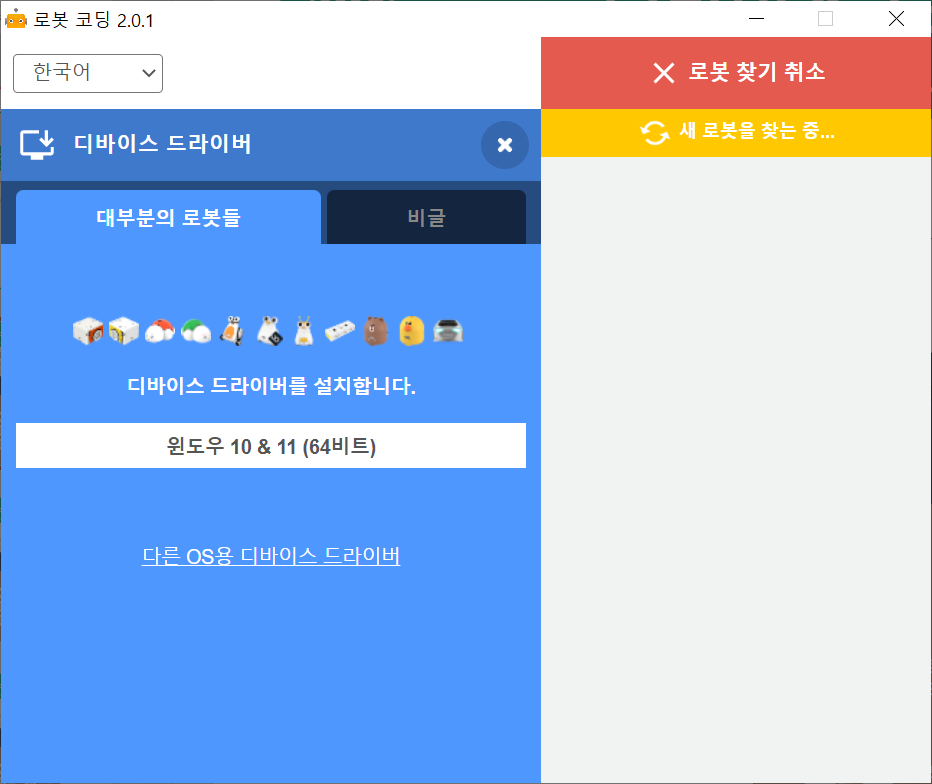 로봇 코딩 2.0.1
한국어
로봇 찾기 취소
새 로봇을 찾는 중...
디바이스 드라이버
대부분의 로봇들
비글
디바이스 드라이버를 설치합니다.
윈도우 10 & 11 (64비트)
다른 OS용 디바이스 드라이버